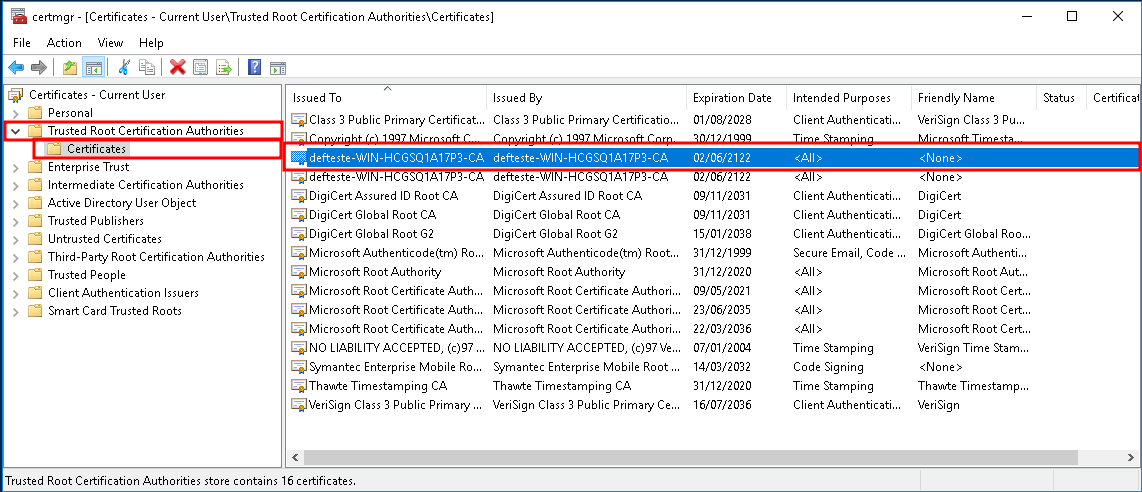 certmgr - [Certificates - Current User\Trusted Root Certification Authorities\Certificates]
File Action View Help
Certificates - Current User
Personal
Trusted Root Certification Authorities
Certificates
Enterprise Trust
Intermediate Certification Authorities
Active Directory User Object
Trusted Publishers
Untrusted Certificates
Third-Party Root Certification Authorities
Trusted People
Client Authentication Issuers
Smart Card Trusted Roots
Issued To Issued By Expiration Date Intended Purposes Friendly Name Status Certificat
Class 3 Public Primary Certificat... Class 3 Public Primary Certificatio... 01/08/2028 Client Authenticati... VeriSign Class 3 Pu...
Copyright (c) 1997 Microsoft C... Copyright (c) 1997 Microsoft Corp. 30/12/1999 Time Stamping Microsoft Timesta...
defteste-WIN-HCGSQ1A17P3-CA defteste-WIN-HCGSQ1A17P3-CA 02/06/2122 <All> <None>
defteste-WIN-HCGSQ1A17P3-CA defteste-WIN-HCGSQ1A17P3-CA 02/06/2122 <All> <None>
DigiCert Assured ID Root CA DigiCert Assured ID Root CA 09/11/2031 Client Authenticati... DigiCert
DigiCert Global Root CA DigiCert Global Root CA 09/11/2031 Client Authenticati... DigiCert
DigiCert Global Root G2 DigiCert Global Root G2 15/01/2038 Client Authenticati... DigiCert Global Roo...
Microsoft Authenticode(tm) Ro... Microsoft Authenticode(tm) Root... 31/12/1999 Secure Email, Code ... Microsoft Authenti...
Microsoft Root Authority Microsoft Root Authority 31/12/2020 <All> Microsoft Root Aut...
Microsoft Root Certificate Auth... Microsoft Root Certificate Authori... 09/05/2021 <All> Microsoft Root Cert...
Microsoft Root Certificate Auth... Microsoft Root Certificate Authori... 23/06/2035 <All> Microsoft Root Cert...
Microsoft Root Certificate Auth... Microsoft Root Certificate Authori... 22/03/2036 <All> Microsoft Root Cert...
NO LIABILITY ACCEPTED, (c)97 ... NO LIABILITY ACCEPTED, (c)97 Ver... 07/01/2004 Time Stamping VeriSign Time Stam...
Symantec Enterprise Mobile Ro... Symantec Enterprise Mobile Root ... 14/03/2032 Code Signing <None>
Thawte Timestamping CA Thawte Timestamping CA 31/12/2020 Time Stamping Thawte Timestamp...
VeriSign Class 3 Public Primary ... VeriSign Class 3 Public Primary Ce... 16/07/2036 Client Authenticati... VeriSign
Trusted Root Certification Authorities store contains 16 certificates.